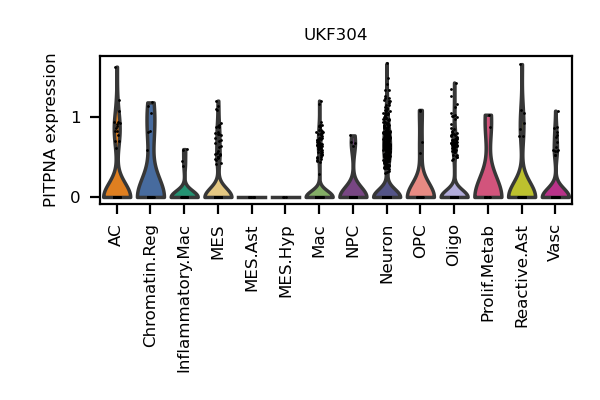 UKF304
PITPNA expression
1
0
AC
Chromatin.Reg
Inflammatory.Mac
MES
MES.Ast
MES.Hyp
Mac
NPC
Neuron
OPC
Oligo
Prolif.Metab
Reactive.Ast
Vasc